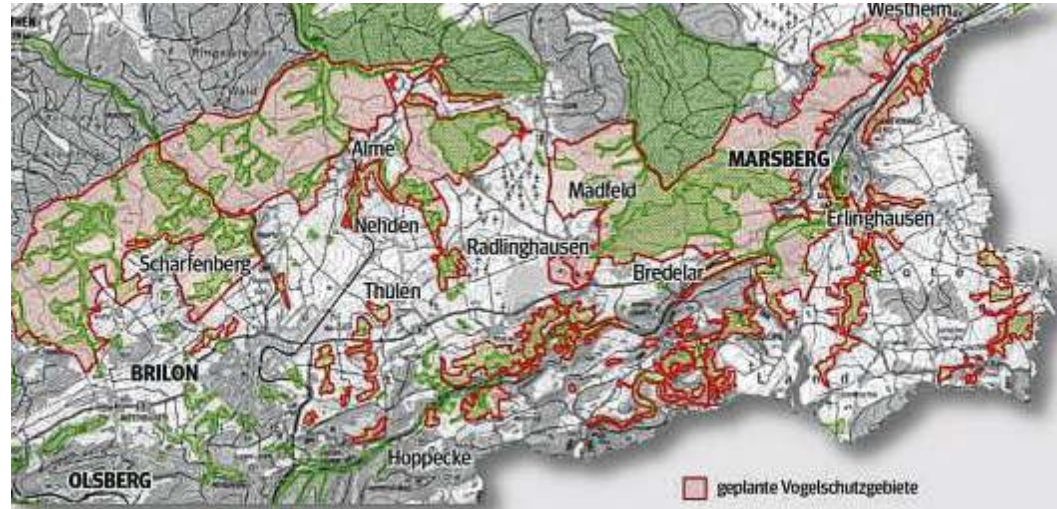 Westheim
MARSBERG
Alme
Madfeld
Erlinghausen
Nehden
Radlinghausen
Scharfenberg
Bredelar
Thülen
BRILON
Hoppecke
OLSBERG
geplante Vogelschutzgebiete